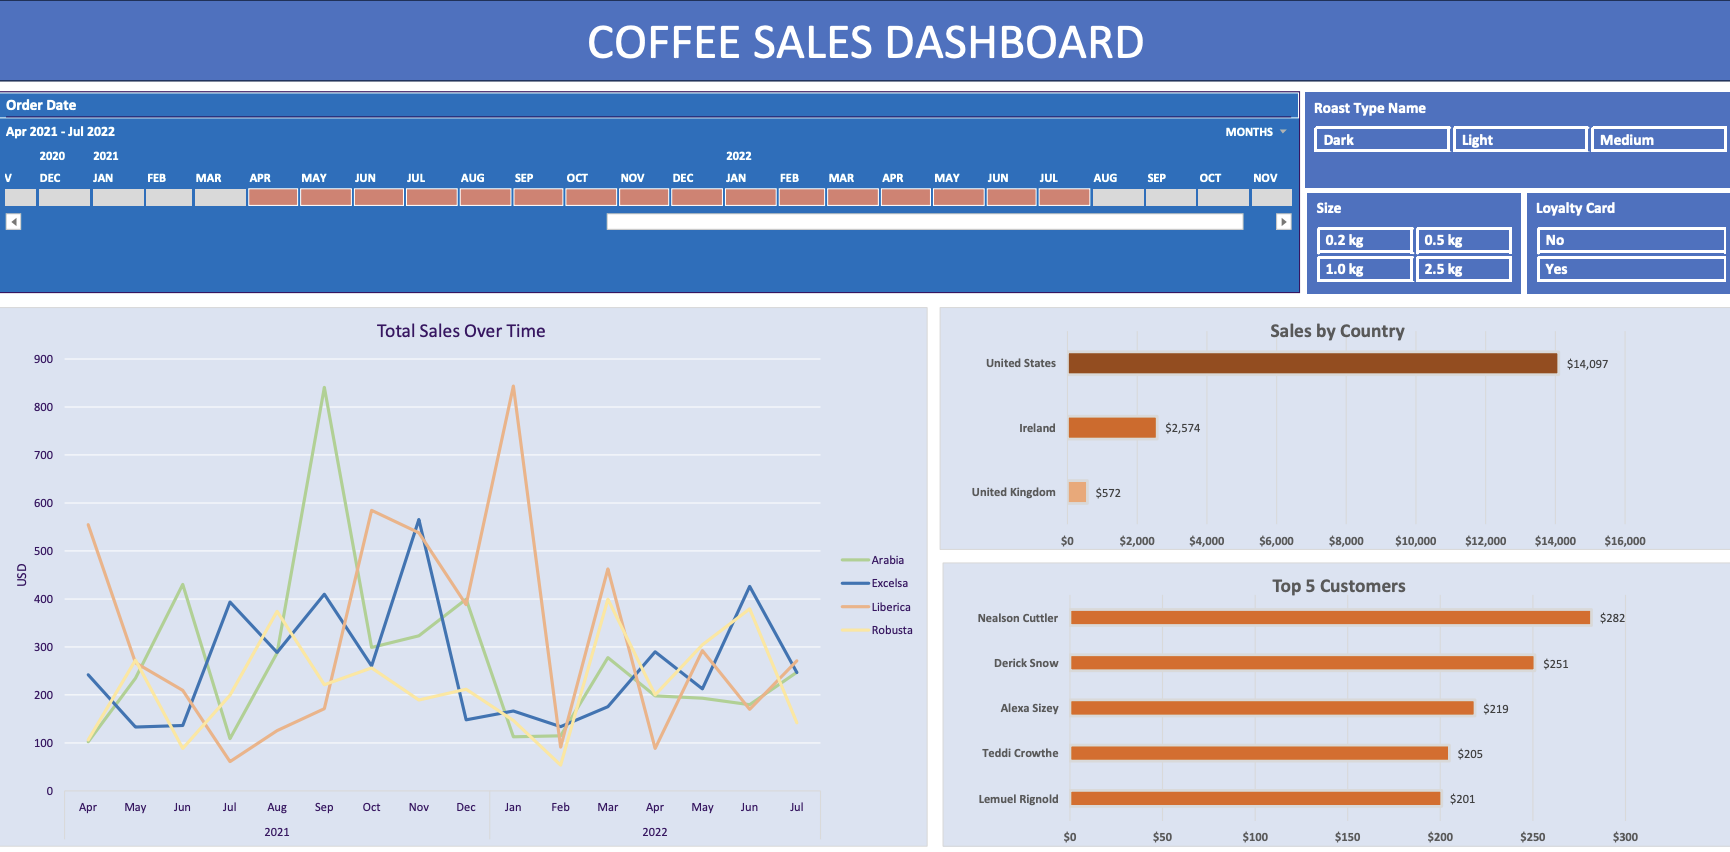 COFFEE SALES DASHBOARD
Order Date
Apr 2021 - Jul 2022 MONTHS
2020 2021 2022
V DEC JAN FEB MAR APR MAY JUN JUL AUG SEP OCT NOV DEC JAN FEB MAR APR MAY JUN JUL AUG SEP OCT NOV
Roast Type Name
Dark Light Medium
Size
0.2 kg 0.5 kg
1.0 kg 2.5 kg
Loyalty Card
No
Yes
Total Sales Over Time
900
800
700
600
500
400
300
200
100
0
USD
Apr May Jun Jul Aug Sep Oct Nov Dec Jan Feb Mar Apr May Jun Jul
2021 2022
Arabia
Excelsa
Liberica
Robusta
Sales by Country
United States $14,097
Ireland $2,574
United Kingdom $572
$0 $2,000 $4,000 $6,000 $8,000 $10,000 $12,000 $14,000 $16,000
Top 5 Customers
Nealson Cuttler $282
Derick Snow $251
Alexa Sizey $219
Teddi Crowthe $205
Lemuel Rignold $201
$0 $50 $100 $150 $200 $250 $300